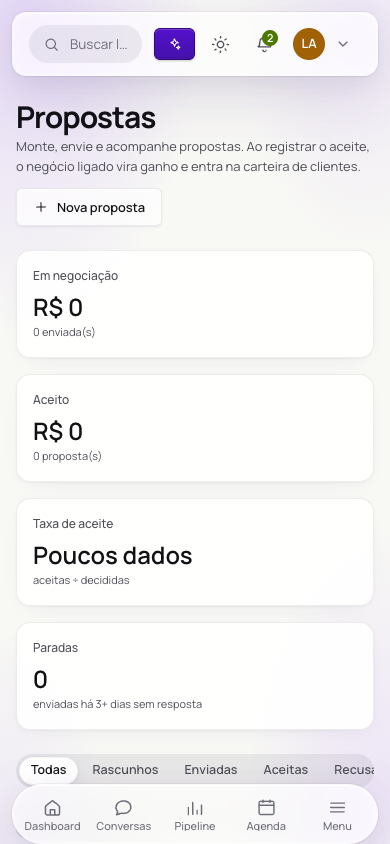 Buscar l...
2
LA
Propostas
Monte, envie e acompanhe propostas. Ao registrar o aceite,
o negócio ligado vira ganho e entra na carteira de clientes.
Nova proposta
Em negociação
R$ 0
0 enviada(s)
Aceito
R$ 0
0 proposta(s)
Taxa de aceite
Poucos dados
aceitas ÷ decididas
Paradas
0
enviadas há 3+ dias sem resposta
Todas Rascunhos Enviadas Aceitas Recusa
Dashboard Conversas Pipeline Agenda Menu